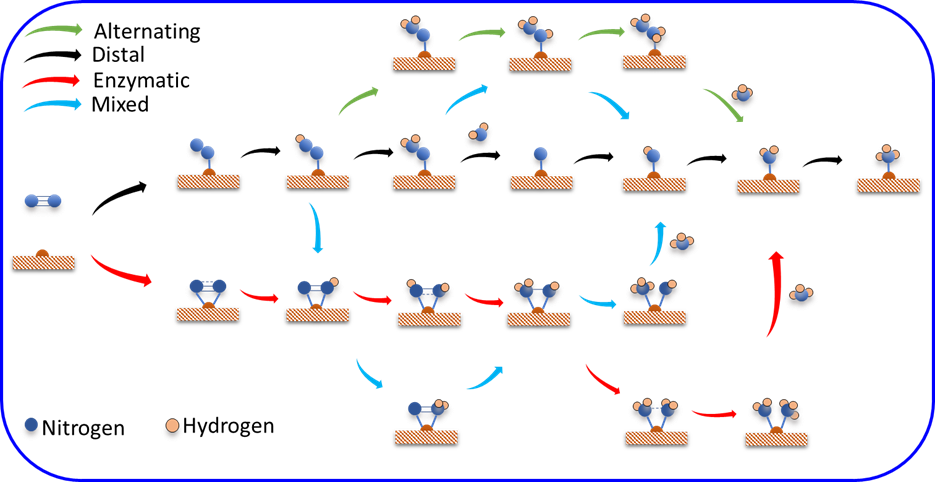 Alternating
Distal
Enzymatic
Mixed
Nitrogen
Hydrogen